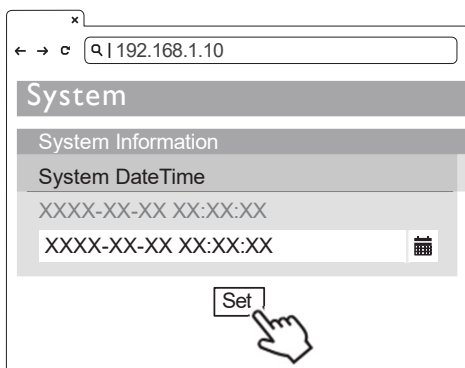 192.168.1.10
System
System Information
System DateTime
XXXX-XX-XX XX:XX:XX
XXXX-XX-XX XX:XX:XX
Set